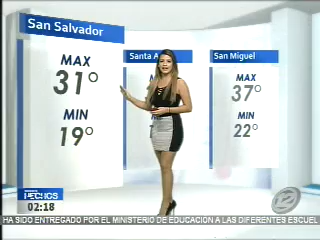 San Salvador
MAX
31°
MIN
19°
Santa A
San Miguel
MAX
37°
MIN
22°
HECHOS
02:18
12
HA SIDO ENTREGADO POR EL MINISTERIO DE EDUCACION A LAS DIFERENTES ESCUEL